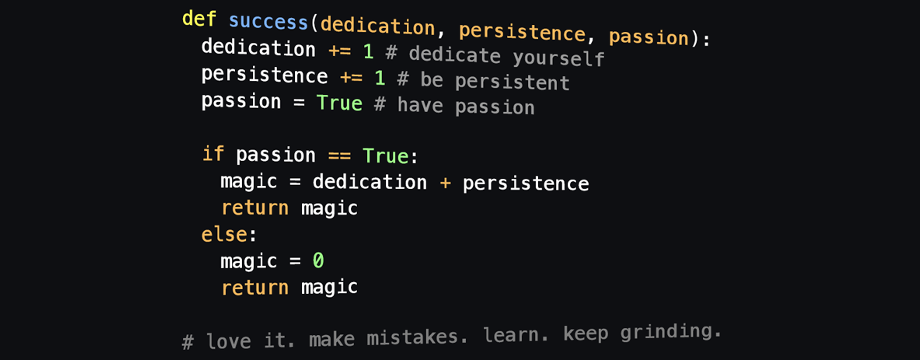 def success(dedication, persistence, passion):
  dedication += 1 # dedicate yourself
  persistence += 1 # be persistent
  passion = True # have passion

  if passion == True:
    magic = dedication + persistence
    return magic
  else:
    magic = 0
    return magic

# love it. make mistakes. learn. keep grinding.